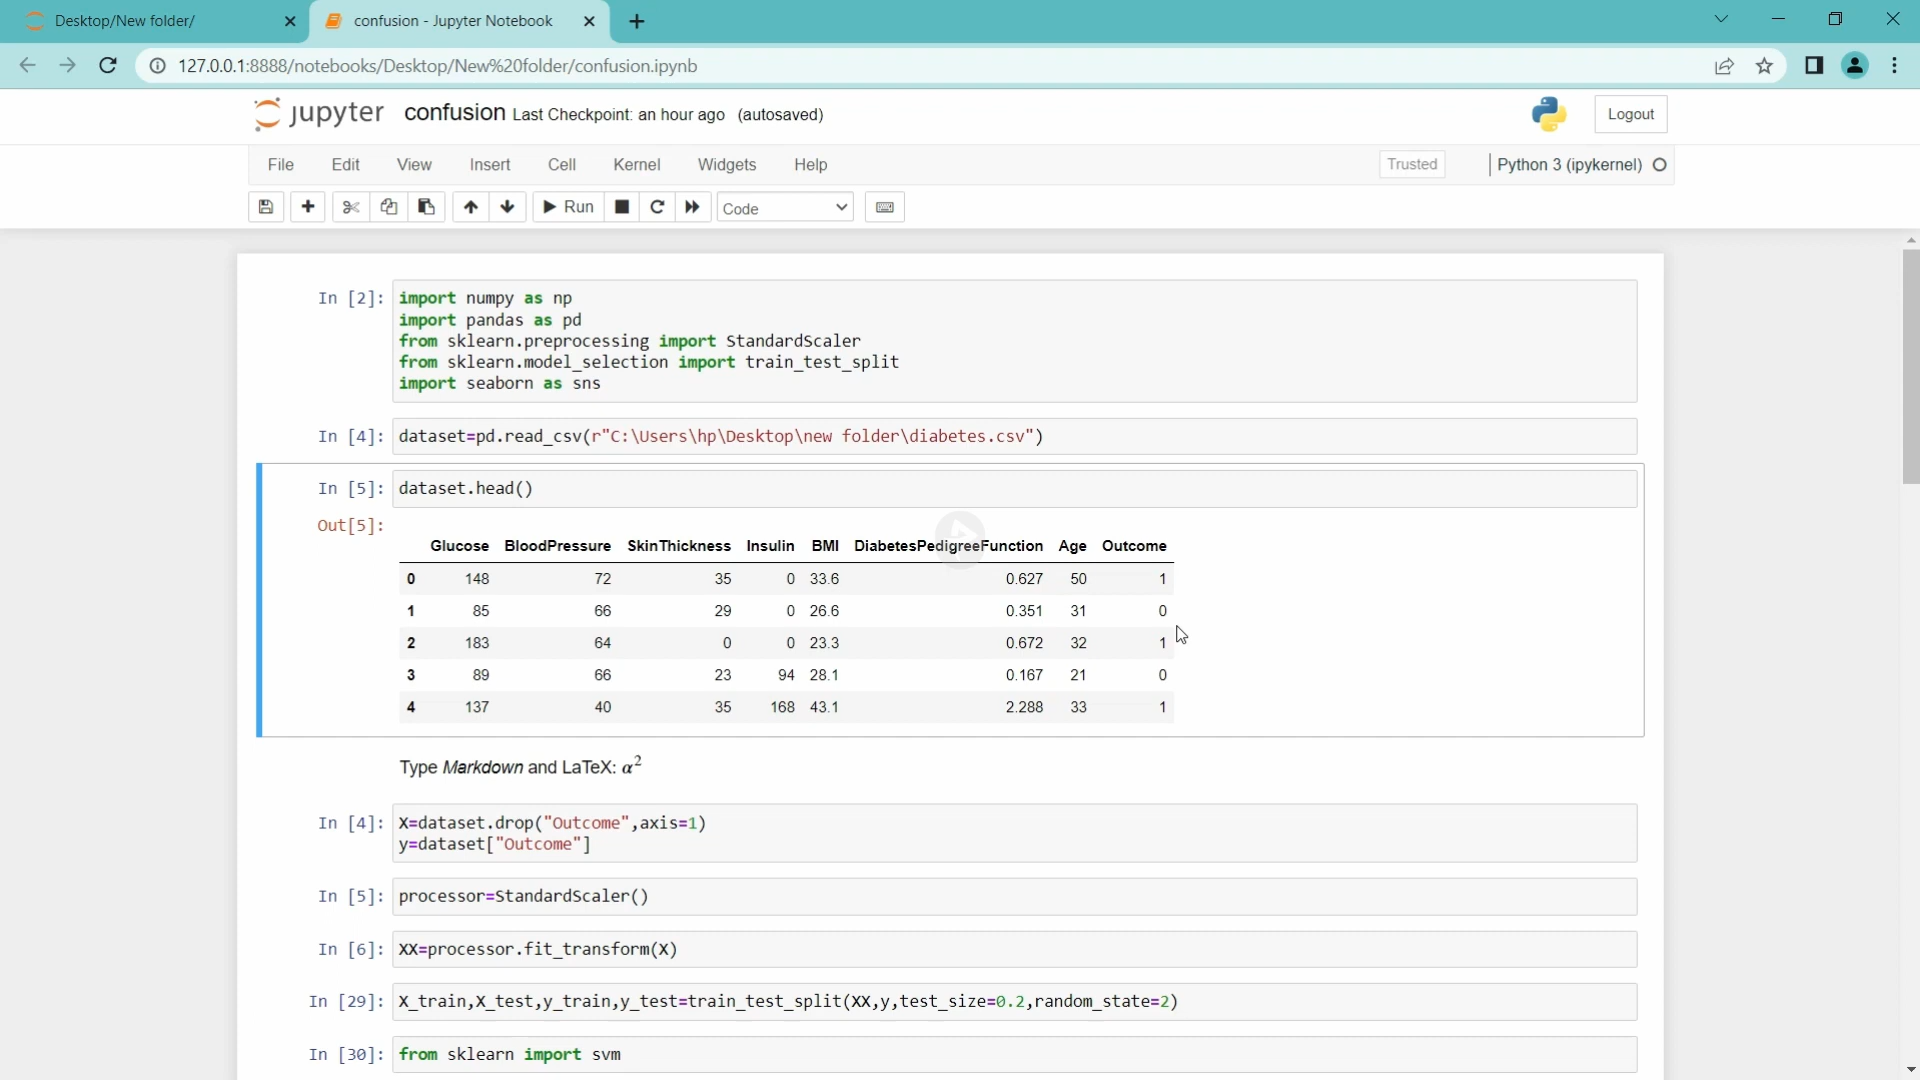 Desktop/New folder/
confusion - Jupyter Notebook
127.0.0.1:8888/notebooks/Desktop/New%20folder/confusion.ipynb
jupyter confusion Last Checkpoint: an hour ago (autosaved)
Logout
File Edit View Insert Cell Kernel Widgets Help
Trusted Python 3 (ipykernel)
Run Code
In [2]: import numpy as np
import pandas as pd
from sklearn.preprocessing import StandardScaler
from sklearn.model_selection import train_test_split
import seaborn as sns
In [4]: dataset=pd.read_csv(r"C:\Users\hp\Desktop\new folder\diabetes.csv")
In [5]: dataset.head()
Out[5]:
Glucose BloodPressure SkinThickness Insulin BMI DiabetesPedigreeFunction Age Outcome
0 148 72 35 0 33.6 0.627 50 1
1 85 66 29 0 26.6 0.351 31 0
2 183 64 0 0 23.3 0.672 32 1
3 89 66 23 94 28.1 0.167 21 0
4 137 40 35 168 43.1 2.288 33 1
Type Markdown and LaTeX: α²
In [4]: X=dataset.drop("Outcome",axis=1)
y=dataset["Outcome"]
In [5]: processor=StandardScaler()
In [6]: XX=processor.fit_transform(X)
In [29]: X_train,X_test,y_train,y_test=train_test_split(XX,y,test_size=0.2,random_state=2)
In [30]: from sklearn import svm